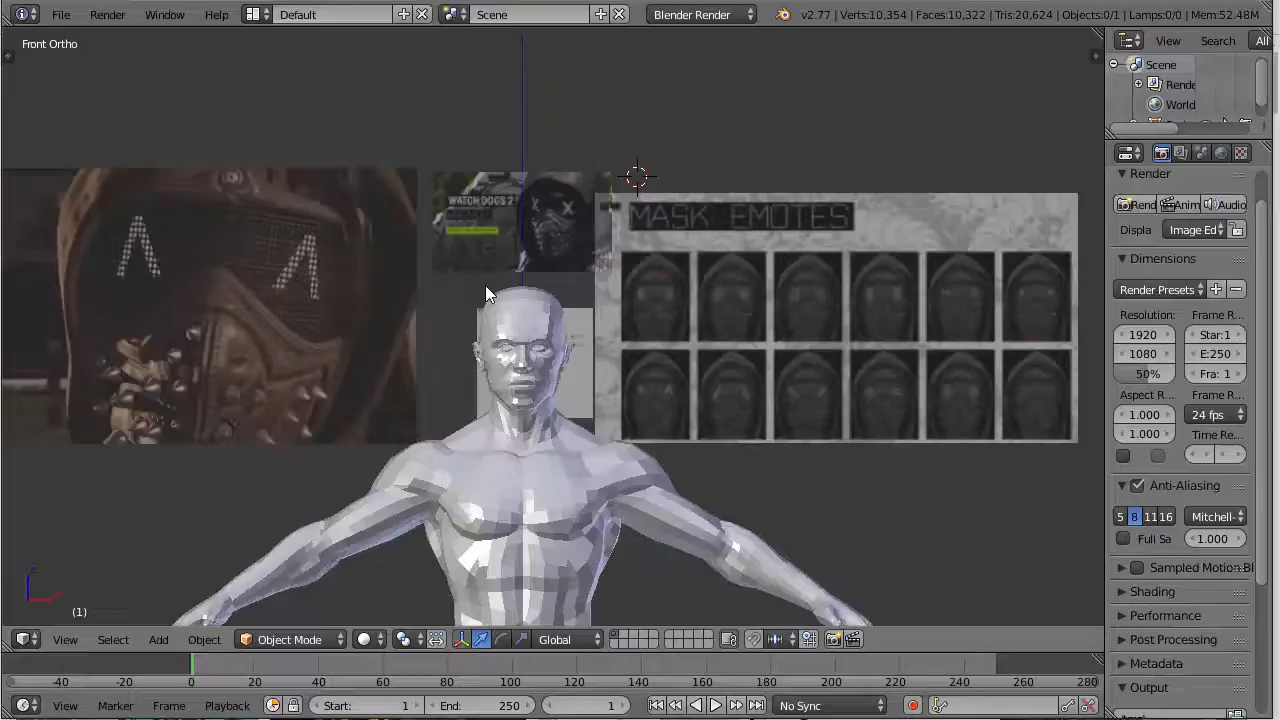 File Render Window Help Default Scene Blender Render v2.77 | Verts:10,354 | Faces:10,322 | Tris:20,624 | Objects:0/1 | Lamps:0/0 | Mem:52.48M
Front Ortho
View Search All
Scene
Rende
World
Render
Rend Anim Audio
Displa Image Ed
Dimensions
Render Presets
Resolution: Frame R...
1920 Star:1
1080 E:250
50% Fra: 1
Aspect R... Frame R...
1.000 24 fps
1.000 Time Re...
Anti-Aliasing
5 8 11 16 Mitchell-
Full Sa 1.000
Sampled Motion Bl
Shading
Performance
Post Processing
Metadata
Output
WATCH DOGS 2
MASK EMOTES
(1)
View Select Add Object Object Mode Global
-40 -20 0 20 40 60 80 100 120 140 160 180 200 220 240 260 280
View Marker Frame Playback Start: 1 End: 250 1 No Sync